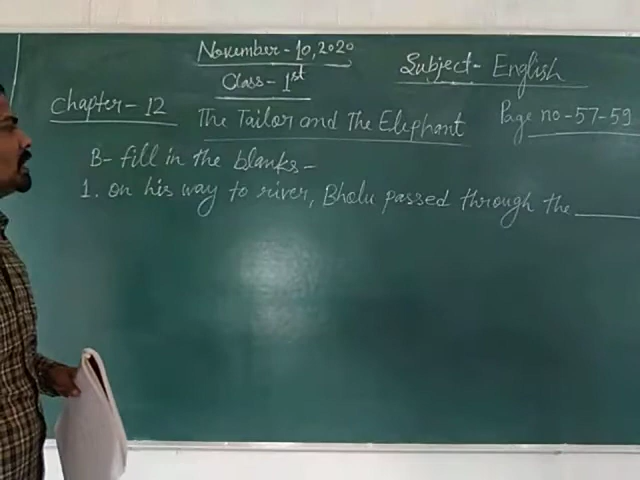 November - 10, 2020
Class - 1st
Subject - English
Chapter - 12
The Tailor and The Elephant
Page no - 57-59
B - fill in the blanks -
1. on his way to river, Bholu passed through the ______